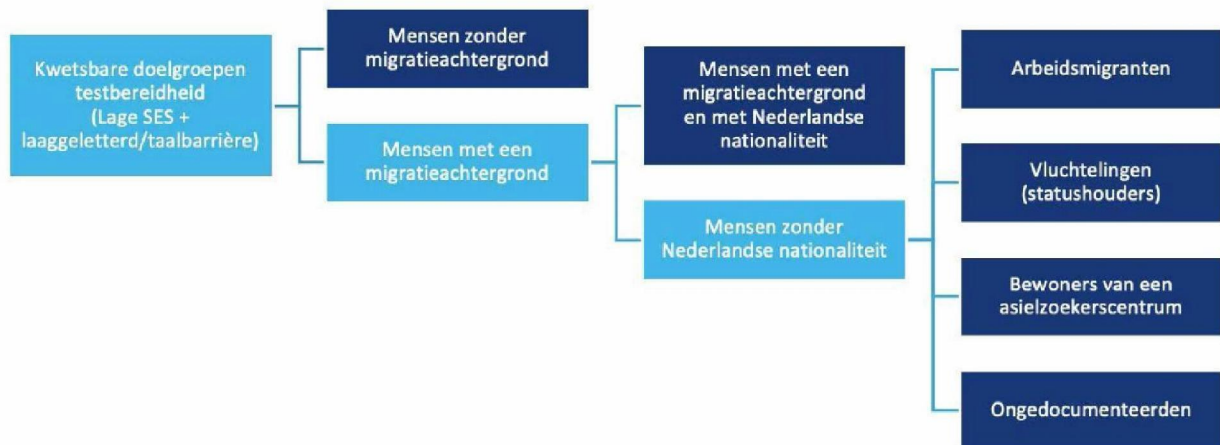 Kwetsbare doelgroepen
testbereidheid
(Lage SES +
laaggeletterd/taalbarrière)
Mensen zonder
migratieachtergrond
Mensen met een
migratieachtergrond
Mensen met een
migratieachtergrond
en met Nederlandse
nationaliteit
Mensen zonder
Nederlandse nationaliteit
Arbeidsmigranten
Vluchtelingen
(statushouders)
Bewoners van een
asielzoekerscentrum
Ongedocumenteerden